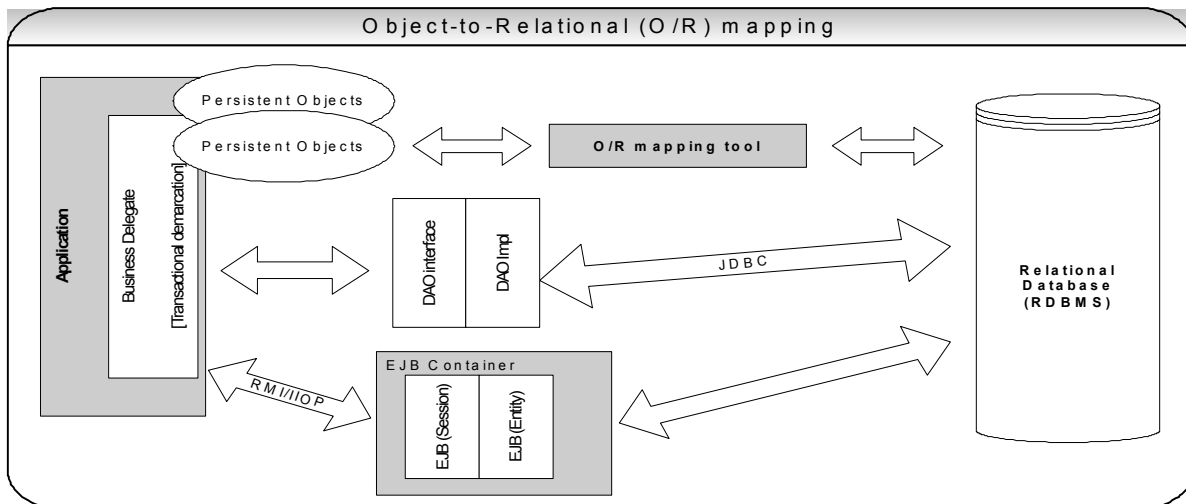 Object-to-Relational (O/R) mapping
Persistent Objects
Persistent Objects
O/R mapping tool
Application
Business Delegate
[Transactional demarcation]
DAO interface
DAO Impl
JDBC
Relational
Database
(RDBMS)
EJB Container
RMI/IIOP
EJB (Session)
EJB (Entity)